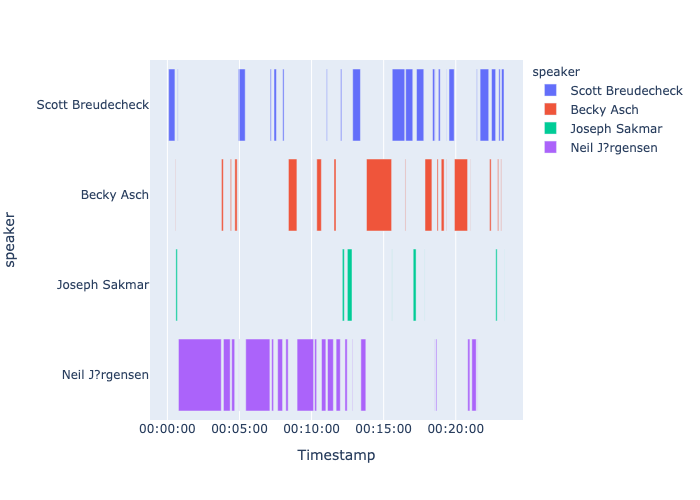 speaker
Scott Breudecheck
Becky Asch
Joseph Sakmar
Neil J?rgensen
Scott Breudecheck
Becky Asch
Joseph Sakmar
Neil J?rgensen
00:00:00 00:05:00 00:10:00 00:15:00 00:20:00
Timestamp
speaker